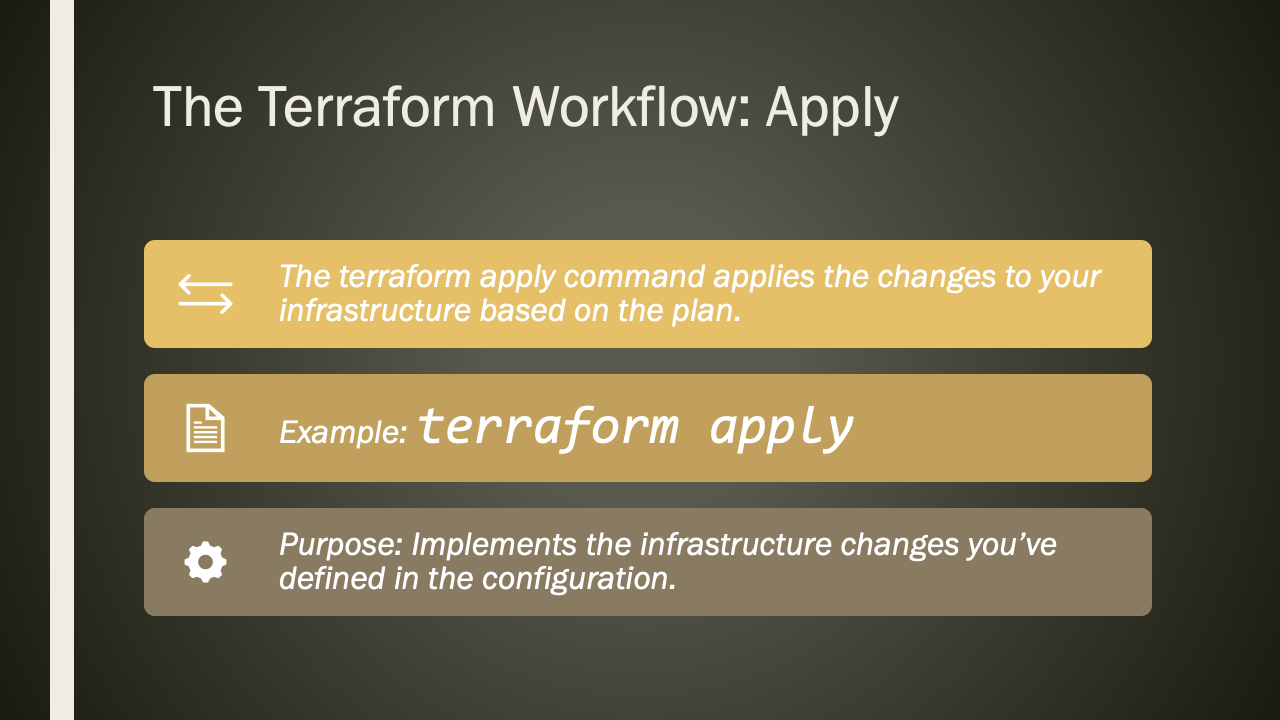 The Terraform Workflow: Apply
The terraform apply command applies the changes to your
infrastructure based on the plan.
Example: terraform apply
Purpose: Implements the infrastructure changes you’ve
defined in the configuration.